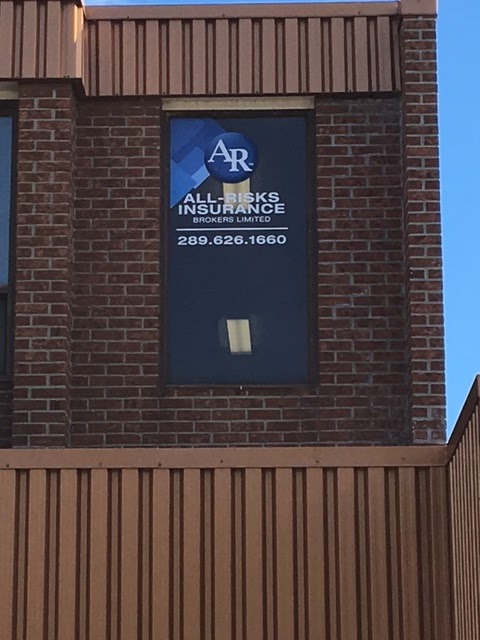 AR
ALL-RISKS
INSURANCE
BROKERS LIMITED
289.626.1660